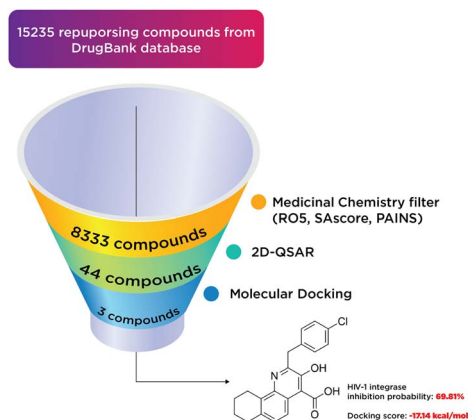 15235 repuporsing compounds from
DrugBank database
Medicinal Chemistry filter
(RO5, SAscore, PAINS)
8333 compounds
2D-QSAR
44 compounds
Molecular Docking
3 compounds
Cl
N
OH
OH
O
HIV-1 integrase
inhibition probability: 69.81%
Docking score: -17.14 kcal/mol